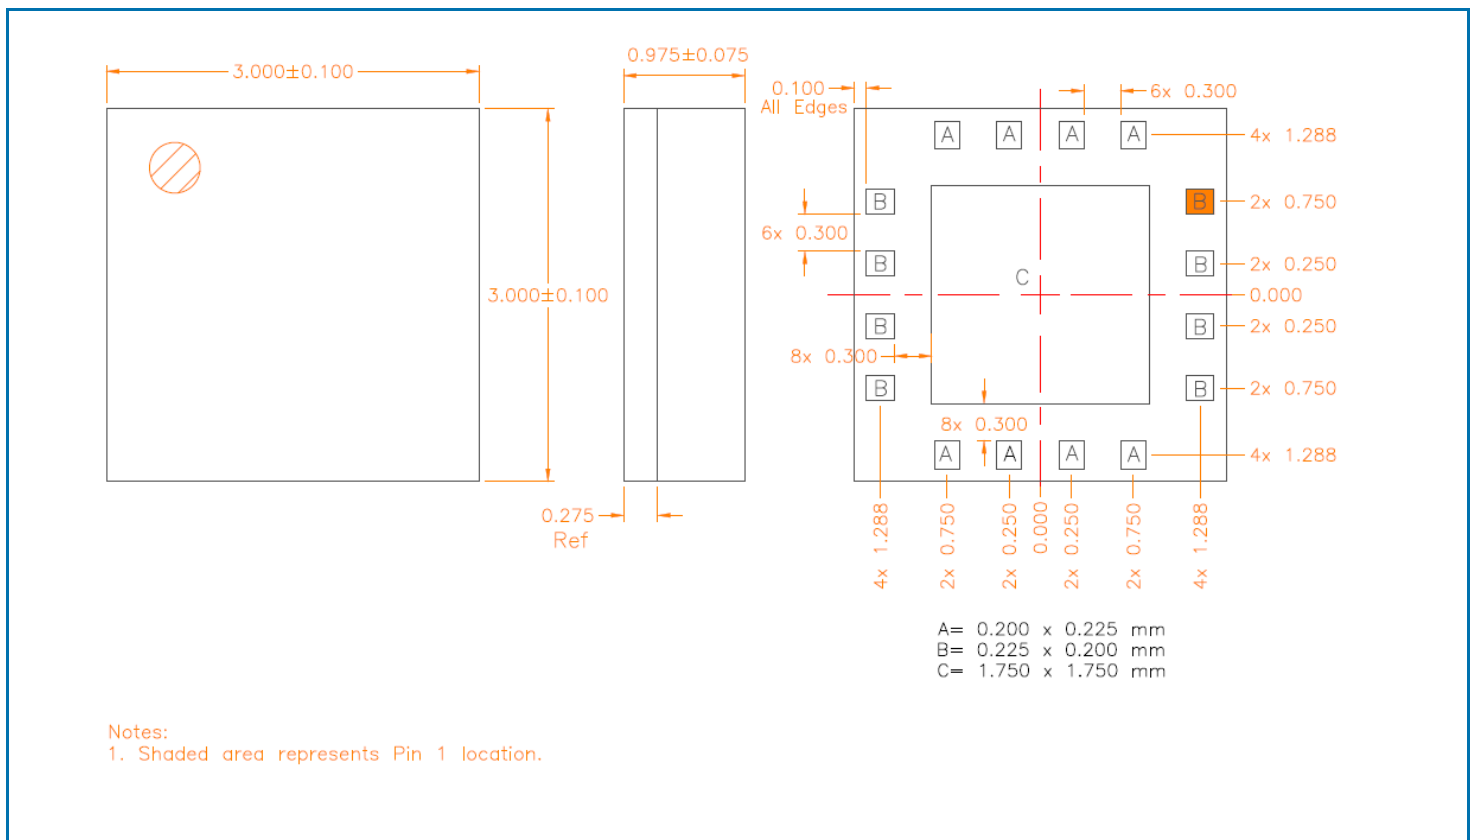 0.975±0.075
3.000±0.100
0.100
All Edges
6x 0.300
A A A A
4x 1.288
B
B
2x 0.750
6x 0.300
B
B
2x 0.250
C
3.000±0.100
0.000
B
B
2x 0.250
8x 0.300
B
B
2x 0.750
8x 0.300
A A A A
4x 1.288
0.275
Ref
4x 1.288
2x 0.750
2x 0.250
0.000
2x 0.250
2x 0.750
4x 1.288
A= 0.200 x 0.225 mm
B= 0.225 x 0.200 mm
C= 1.750 x 1.750 mm
Notes:
1. Shaded area represents Pin 1 location.